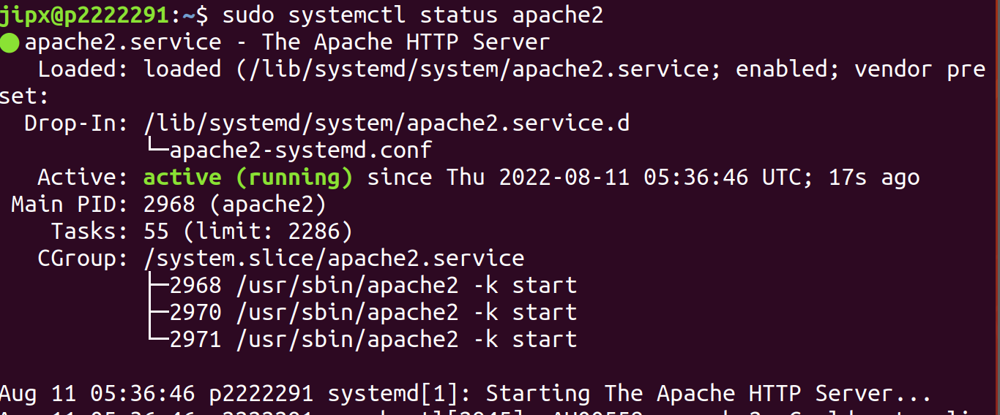 jipx@p2222291:~$ sudo systemctl status apache2
● apache2.service - The Apache HTTP Server
   Loaded: loaded (/lib/systemd/system/apache2.service; enabled; vendor pre
set:
  Drop-In: /lib/systemd/system/apache2.service.d
           └─apache2-systemd.conf
   Active: active (running) since Thu 2022-08-11 05:36:46 UTC; 17s ago
 Main PID: 2968 (apache2)
    Tasks: 55 (limit: 2286)
   CGroup: /system.slice/apache2.service
           ├─2968 /usr/sbin/apache2 -k start
           ├─2970 /usr/sbin/apache2 -k start
           └─2971 /usr/sbin/apache2 -k start
Aug 11 05:36:46 p2222291 systemd[1]: Starting The Apache HTTP Server...